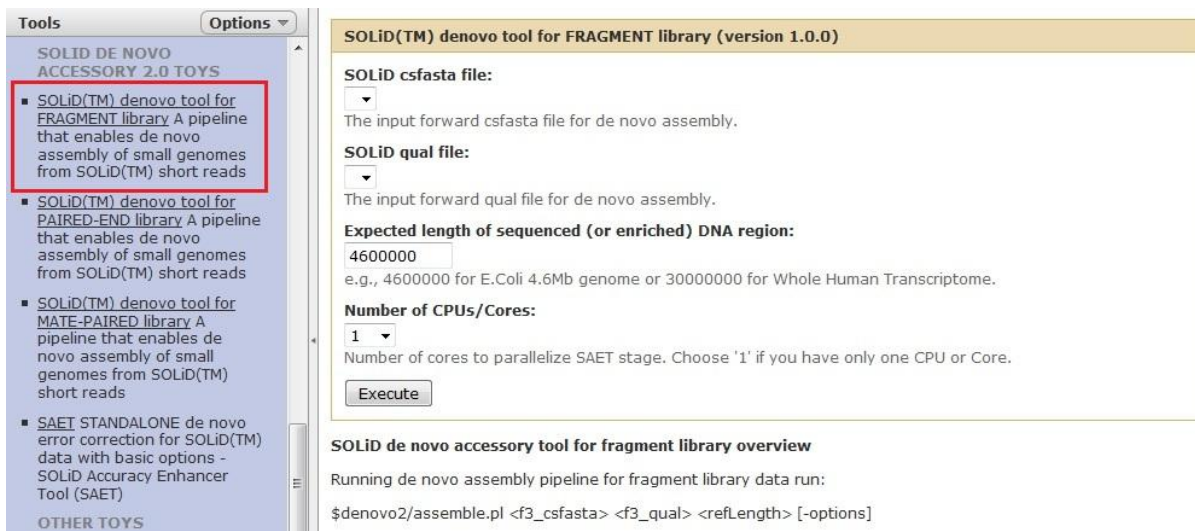 Tools
Options
SOLID DE NOVO
ACCESSORY 2.0 TOYS
SOLiD(TM) denovo tool for
FRAGMENT library A pipeline
that enables de novo
assembly of small genomes
from SOLiD(TM) short reads
SOLiD(TM) denovo tool for
PAIRED-END library A pipeline
that enables de novo
assembly of small genomes
from SOLiD(TM) short reads
SOLiD(TM) denovo tool for
MATE-PAIRED library A
pipeline that enables de
novo assembly of small
genomes from SOLiD(TM)
short reads
SAET STANDALONE de novo
error correction for SOLiD(TM)
data with basic options -
SOLiD Accuracy Enhancer
Tool (SAET)
OTHER TOYS
SOLiD(TM) denovo tool for FRAGMENT library (version 1.0.0)
SOLiD csfasta file:
The input forward csfasta file for de novo assembly.
SOLiD qual file:
The input forward qual file for de novo assembly.
Expected length of sequenced (or enriched) DNA region:
4600000
e.g., 4600000 for E.Coli 4.6Mb genome or 30000000 for Whole Human Transcriptome.
Number of CPUs/Cores:
1
Number of cores to parallelize SAET stage. Choose '1' if you have only one CPU or Core.
Execute
SOLiD de novo accessory tool for fragment library overview
Running de novo assembly pipeline for fragment library data run:
$denovo2/assemble.pl <f3_csfasta> <f3_qual> <refLength> [-options]